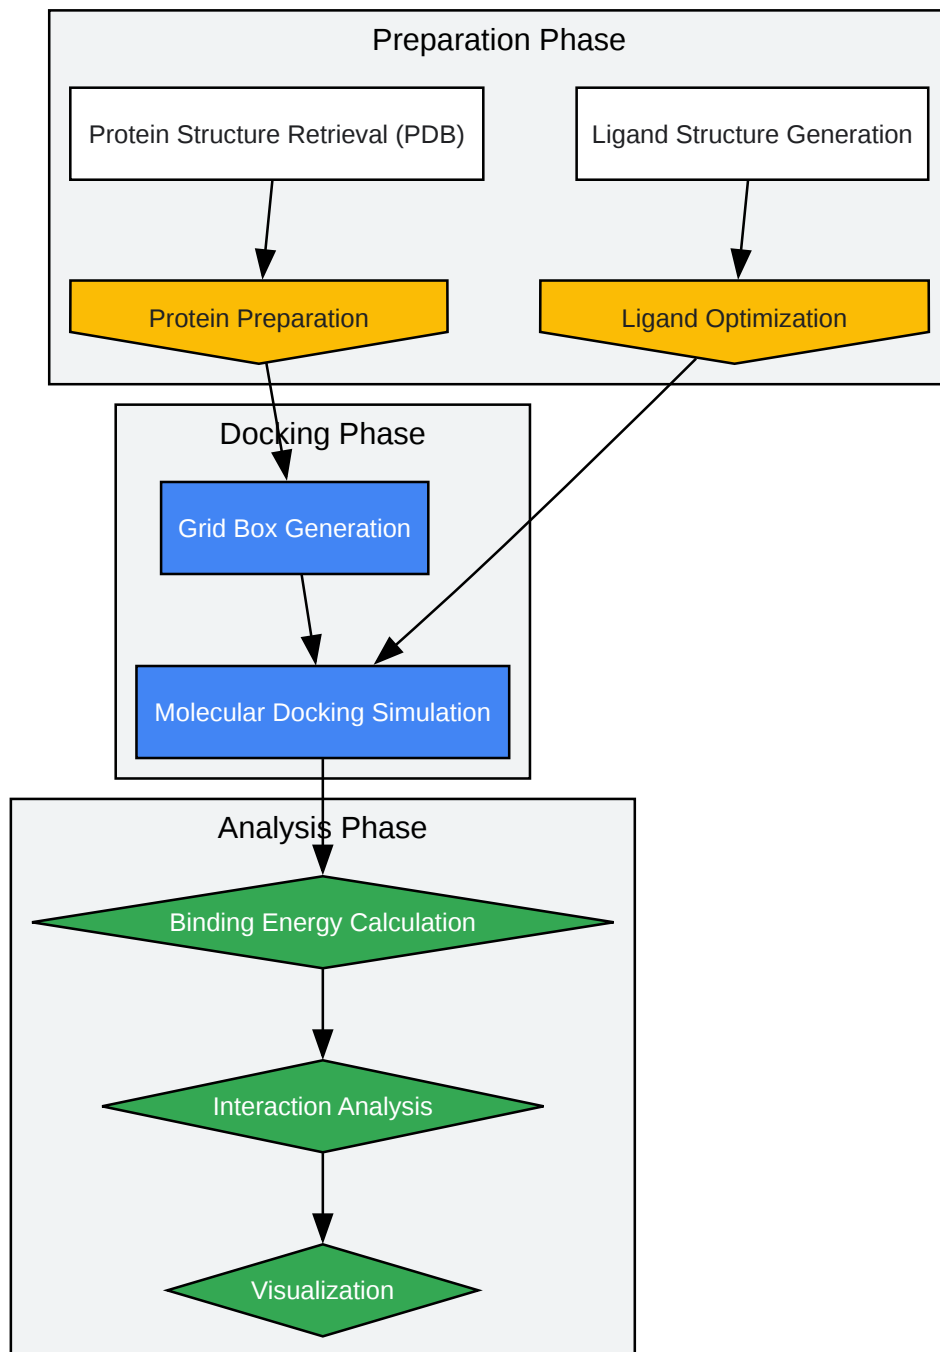 Preparation Phase
Protein Structure Retrieval (PDB)
Ligand Structure Generation
Protein Preparation
Ligand Optimization
Docking Phase
Grid Box Generation
Molecular Docking Simulation
Analysis Phase
Binding Energy Calculation
Interaction Analysis
Visualization